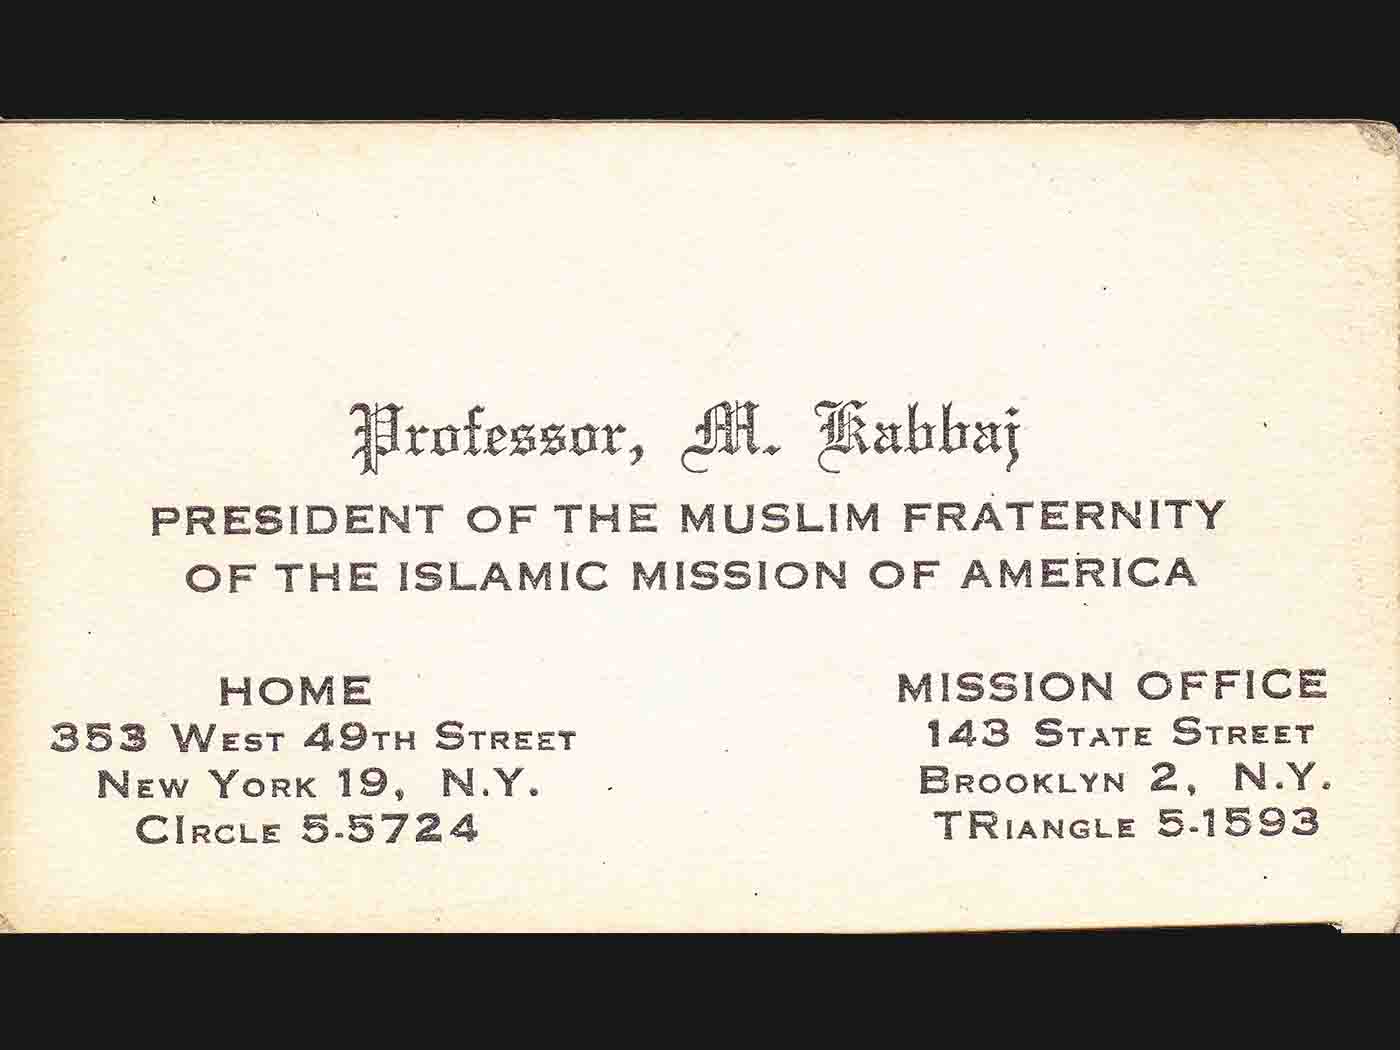 Professor, M. Kabbaj
PRESIDENT OF THE MUSLIM FRATERNITY
OF THE ISLAMIC MISSION OF AMERICA
HOME
353 WEST 49TH STREET
NEW YORK 19, N.Y.
CIRCLE 5-5724
MISSION OFFICE
143 STATE STREET
BROOKLYN 2, N.Y.
TRIANGLE 5-1593